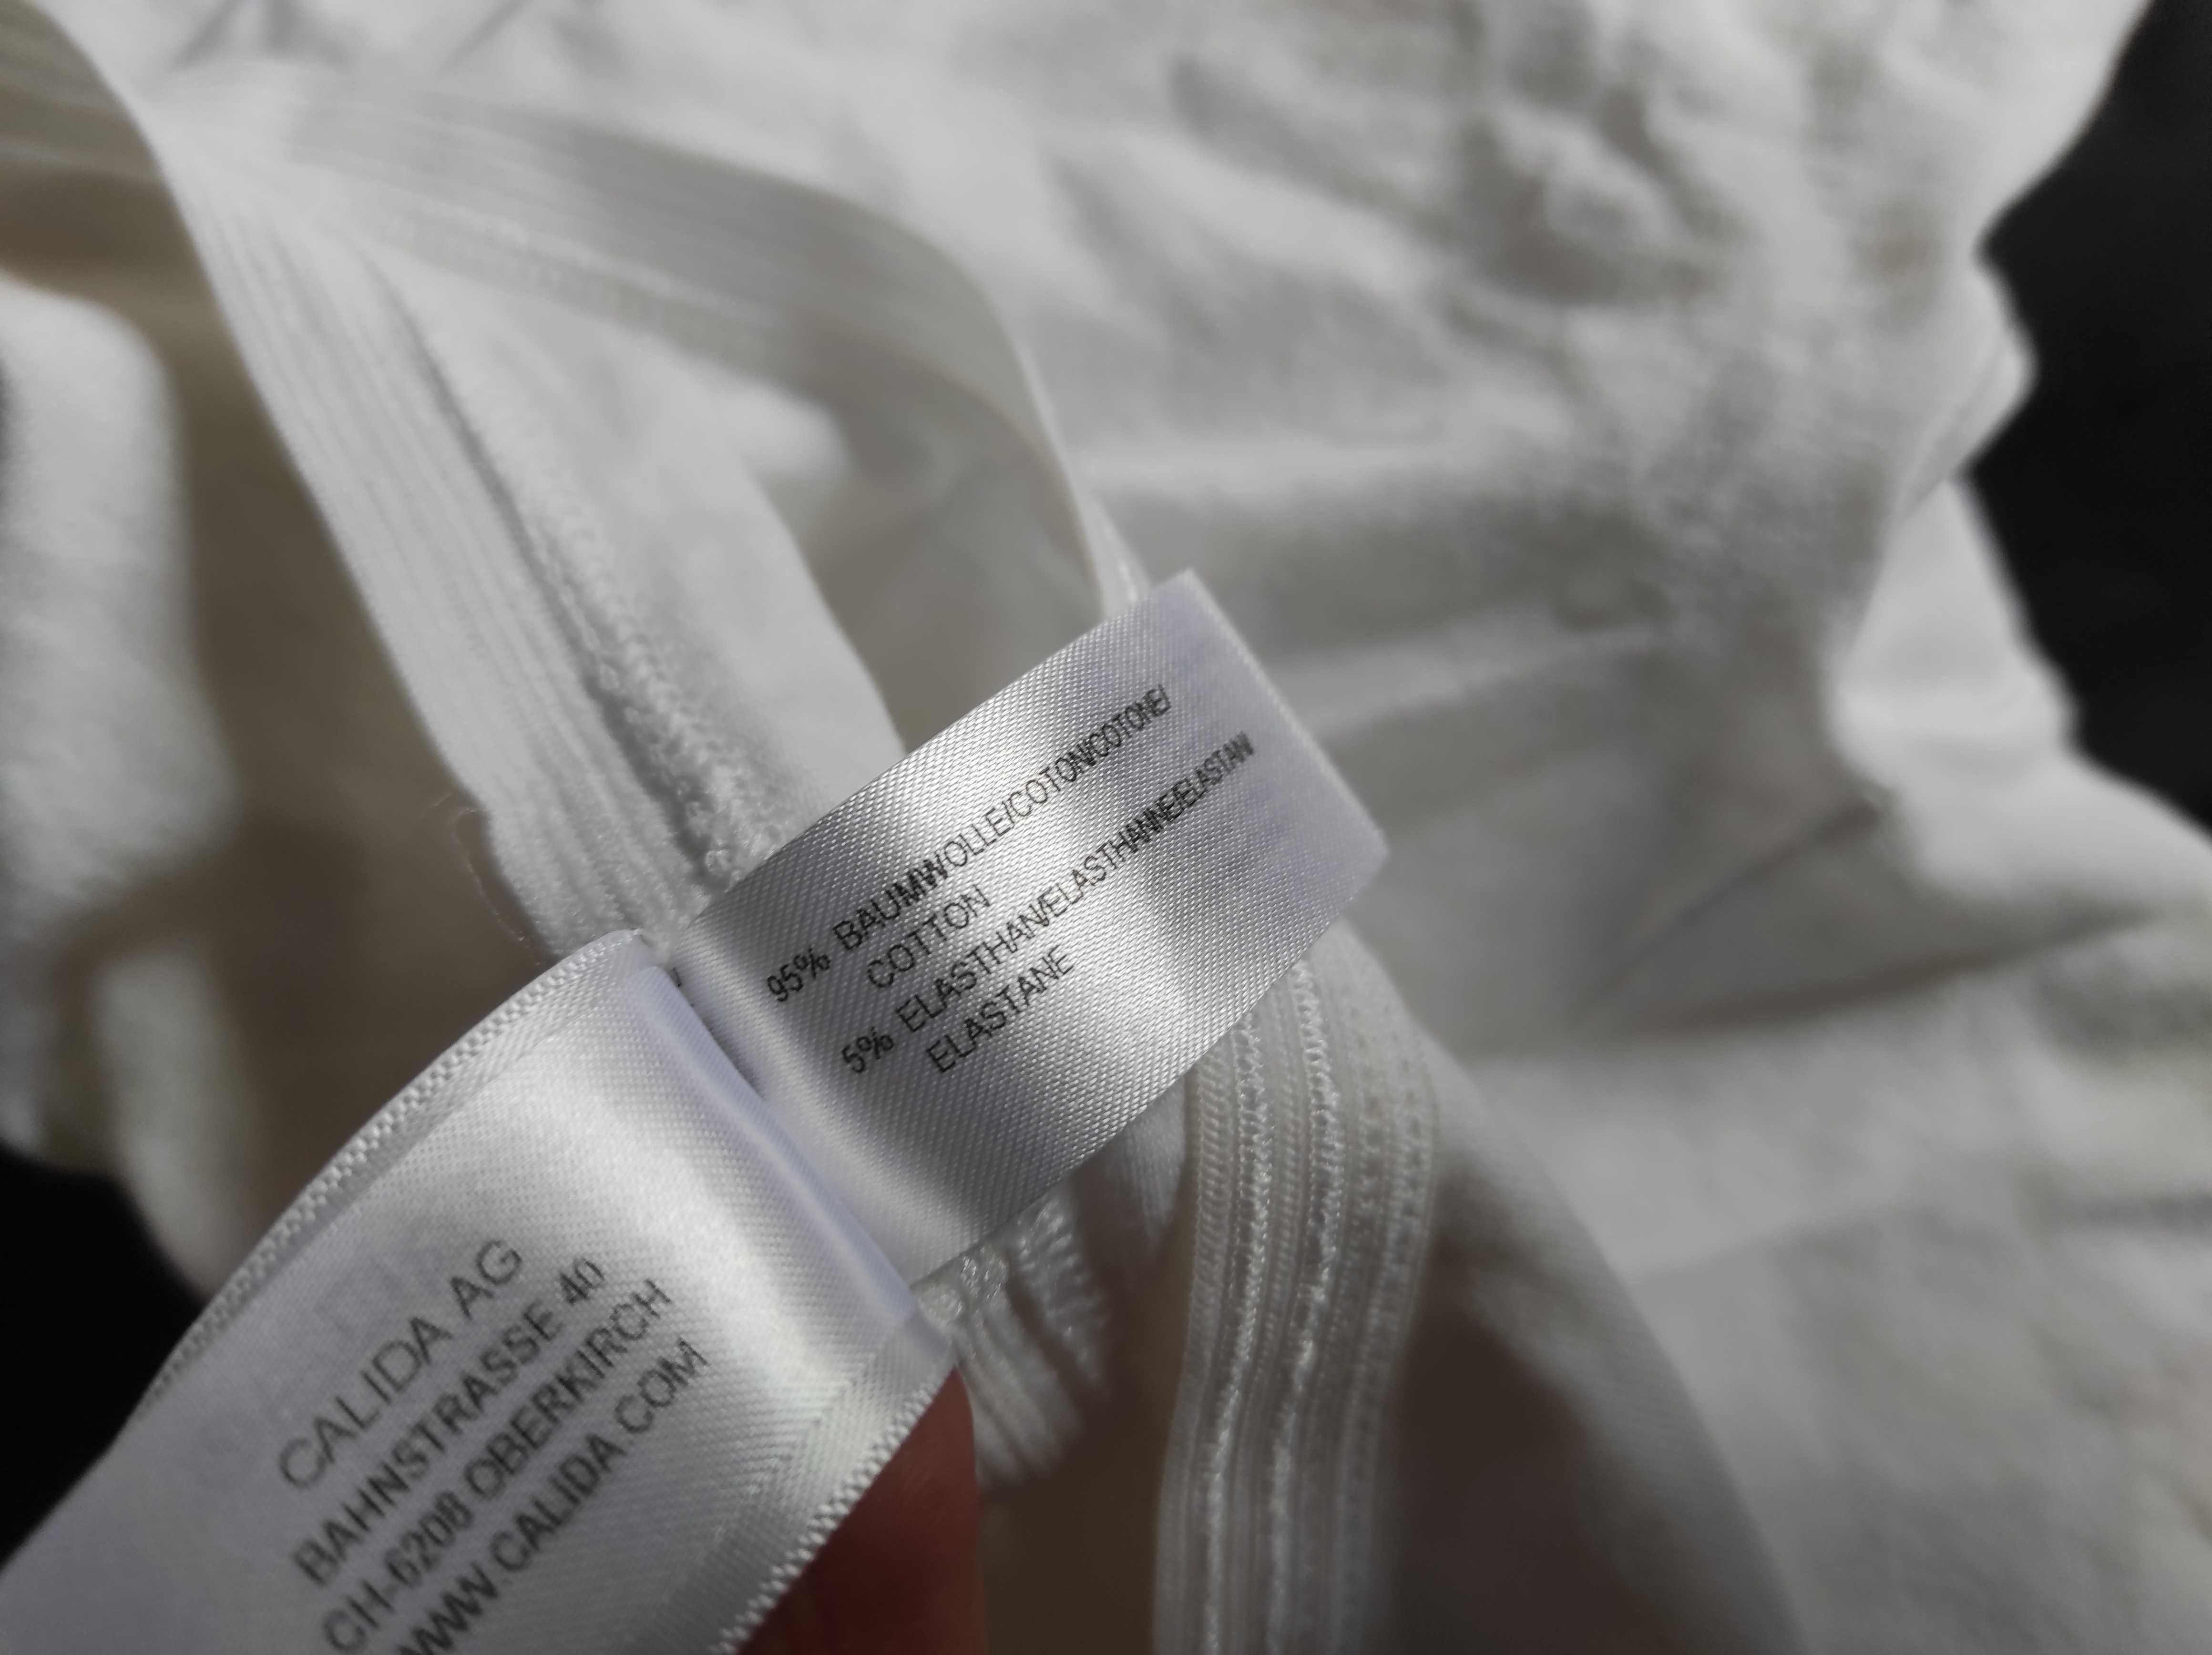 95% BAUMWOLLE/COTON/COTONE/
COTTON
5% ELASTHAN/ELASTHANNE/ELASTAN/
ELASTANE
CALIDA AG
BAHNSTRASSE 40
CH-6208 OBERKIRCH
WWW.CALIDA.COM